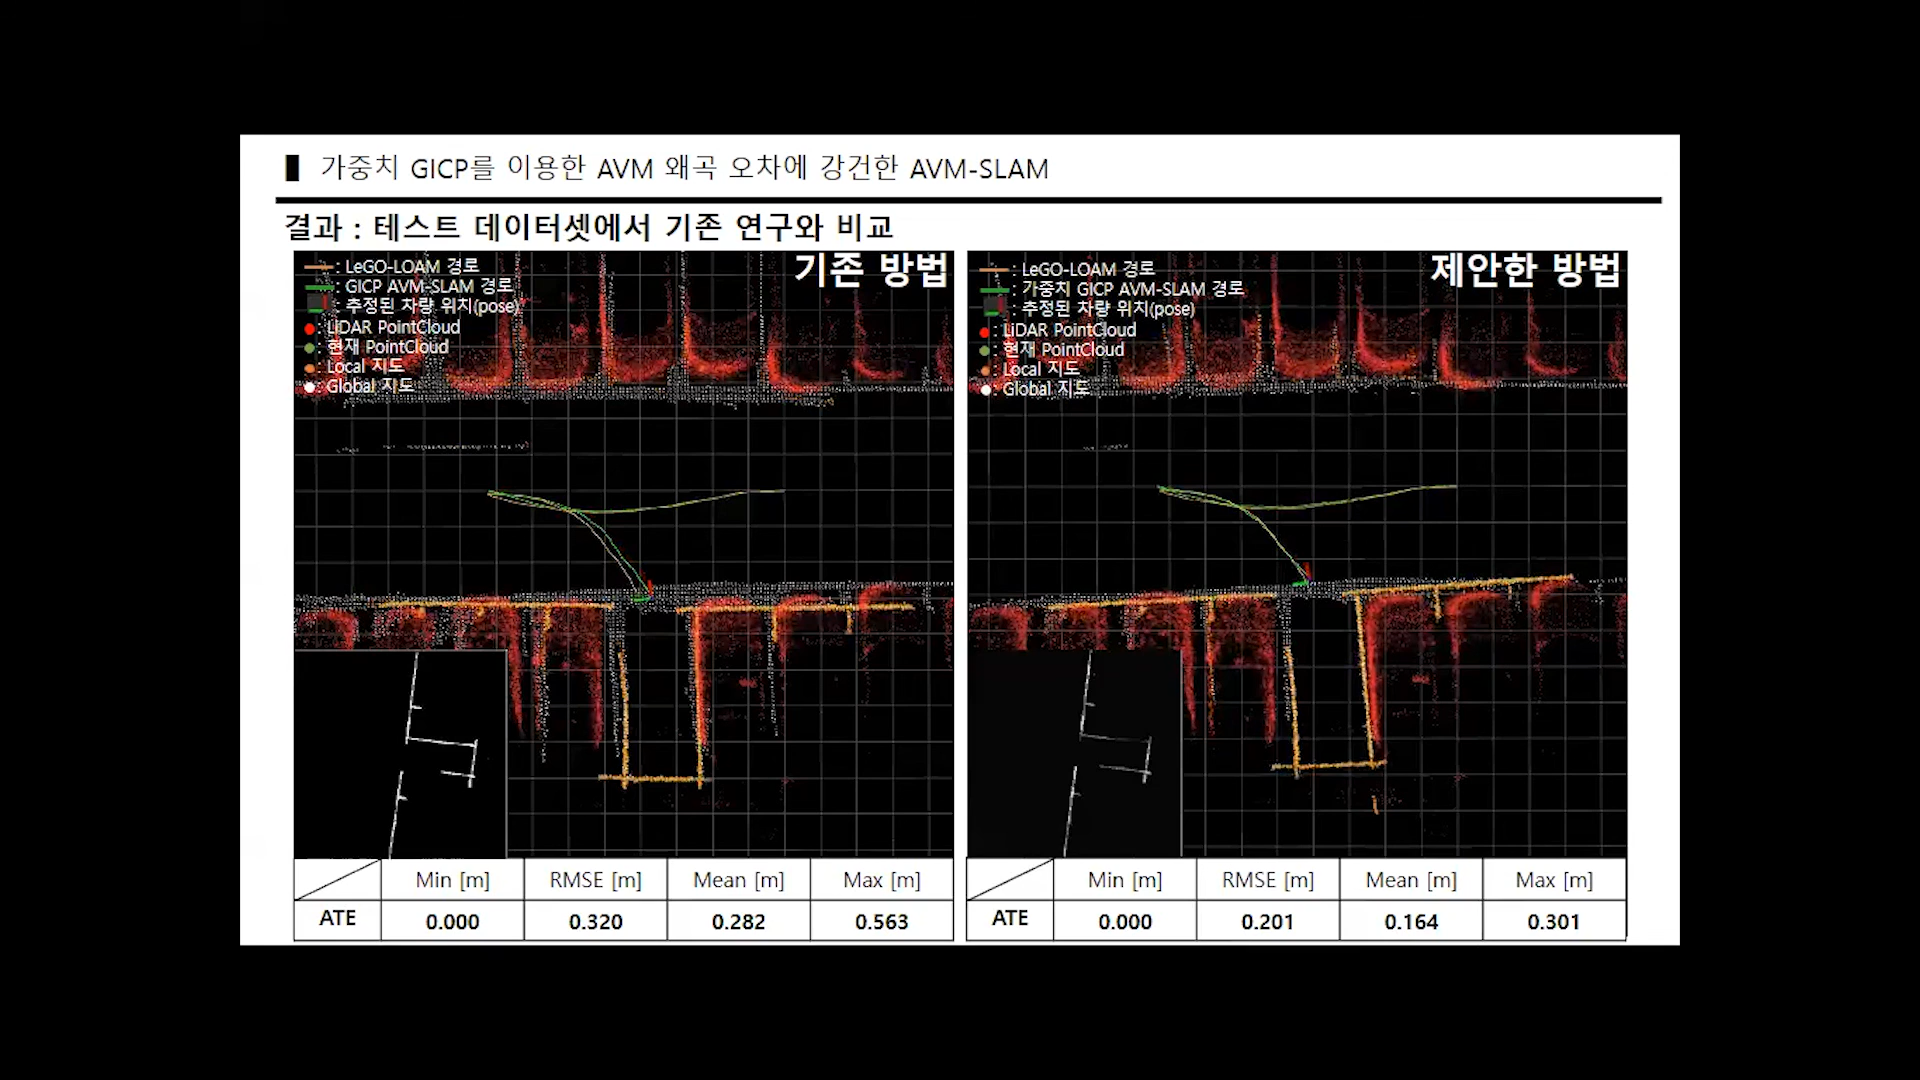 가중치 GICP를 이용한 AVM 왜곡 오차에 강건한 AVM-SLAM
결과 : 테스트 데이터셋에서 기존 연구와 비교
기존 방법
: LeGO-LOAM 경로
: GICP AVM-SLAM 경로
: 추정된 차량 위치(pose)
: LiDAR PointCloud
: 현재 PointCloud
: Local 지도
: Global 지도
Min [m] RMSE [m] Mean [m] Max [m]
ATE 0.000 0.320 0.282 0.563
제안한 방법
: LeGO-LOAM 경로
: 가중치 GICP AVM-SLAM 경로
: 추정된 차량 위치(pose)
: LiDAR PointCloud
: 현재 PointCloud
: Local 지도
: Global 지도
Min [m] RMSE [m] Mean [m] Max [m]
ATE 0.000 0.201 0.164 0.301